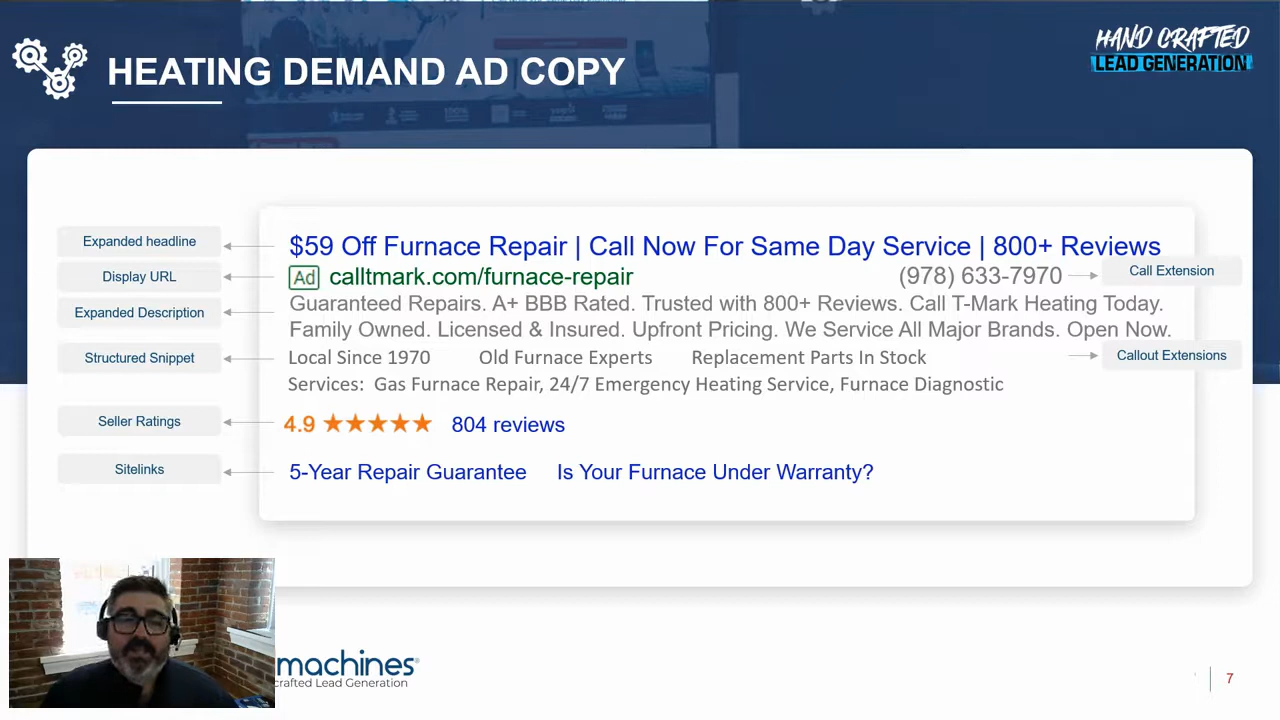 HEATING DEMAND AD COPY
HAND CRAFTED
LEAD GENERATION
Expanded headline
$59 Off Furnace Repair | Call Now For Same Day Service | 800+ Reviews
Display URL
Ad calltmark.com/furnace-repair
(978) 633-7970
Call Extension
Expanded Description
Guaranteed Repairs. A+ BBB Rated. Trusted with 800+ Reviews. Call T-Mark Heating Today.
Family Owned. Licensed & Insured. Upfront Pricing. We Service All Major Brands. Open Now.
Structured Snippet
Local Since 1970 Old Furnace Experts Replacement Parts In Stock
Callout Extensions
Services: Gas Furnace Repair, 24/7 Emergency Heating Service, Furnace Diagnostic
Seller Ratings
4.9 ★★★★★ 804 reviews
Sitelinks
5-Year Repair Guarantee Is Your Furnace Under Warranty?
machines®
crafted Lead Generation
7